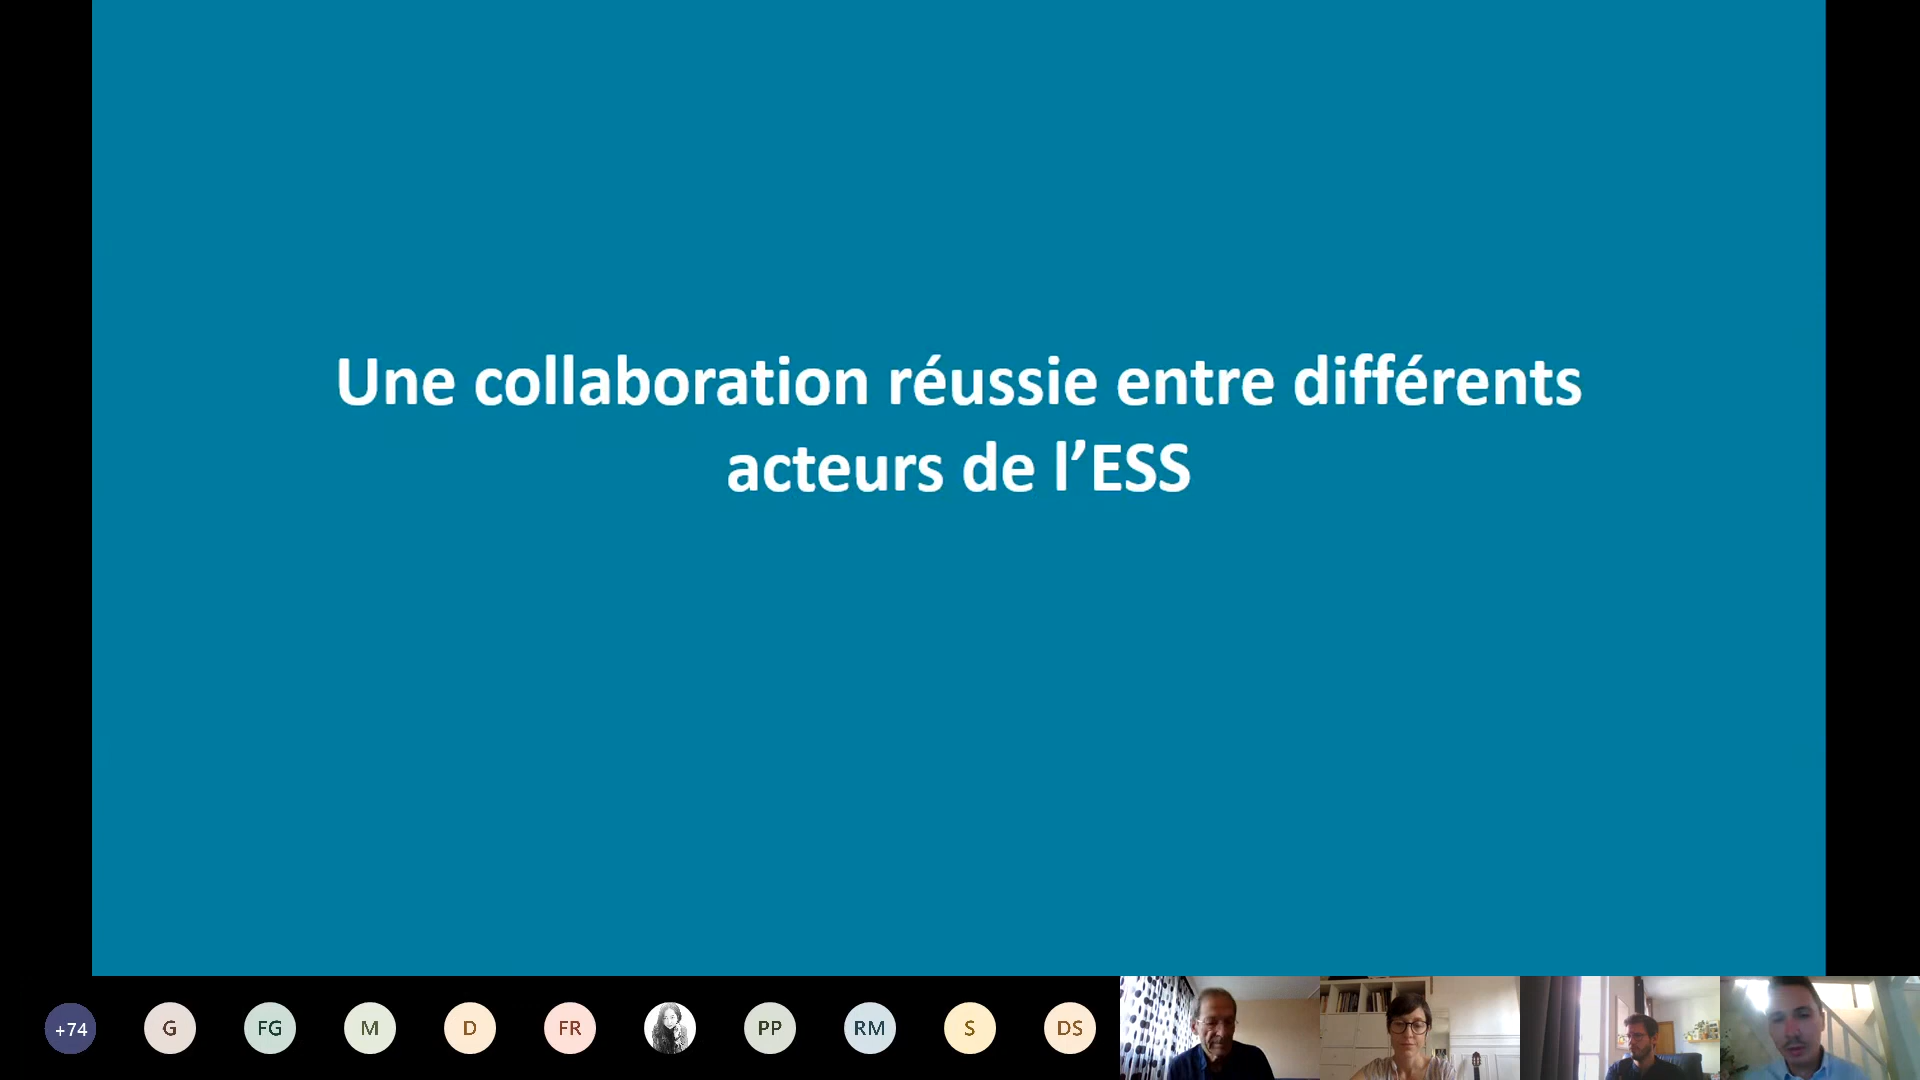 Une collaboration réussie entre différents
acteurs de l’ESS
+74
G
FG
M
D
FR
PP
RM
S
DS